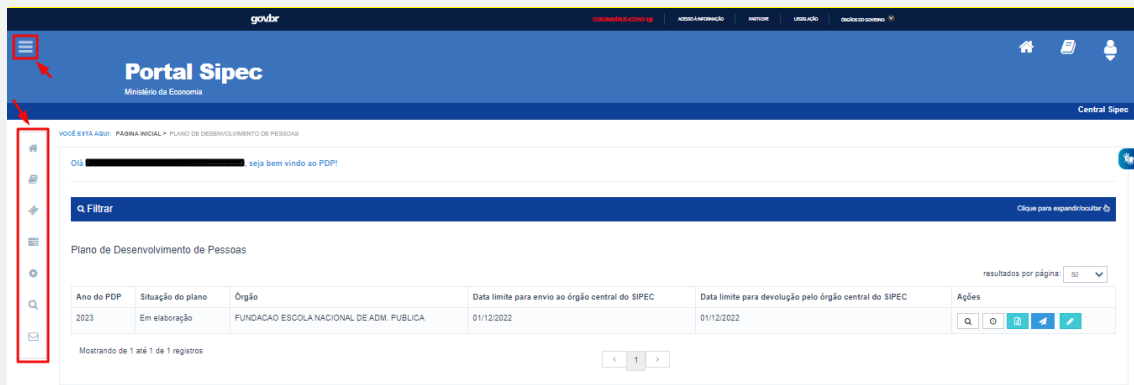 gov.br
CORONAVÍRUS (COVID-19) ACESSO À INFORMAÇÃO PARTICIPE LEGISLAÇÃO ÓRGÃOS DO GOVERNO
Portal Sipec
Ministério da Economia
Central Sipec
VOCÊ ESTÁ AQUI: PÁGINA INICIAL > PLANO DE DESENVOLVIMENTO DE PESSOAS
Olá , seja bem vindo ao PDP!
Filtrar Clique para expandir/ocultar
Plano de Desenvolvimento de Pessoas
resultados por página: 50
Ano do PDP Situação do plano Órgão Data limite para envio ao órgão central do SIPEC Data limite para devolução pelo órgão central do SIPEC Ações
2023 Em elaboração FUNDACAO ESCOLA NACIONAL DE ADM. PUBLICA 01/12/2022 01/12/2022
Mostrando de 1 até 1 de 1 registros
< 1 >